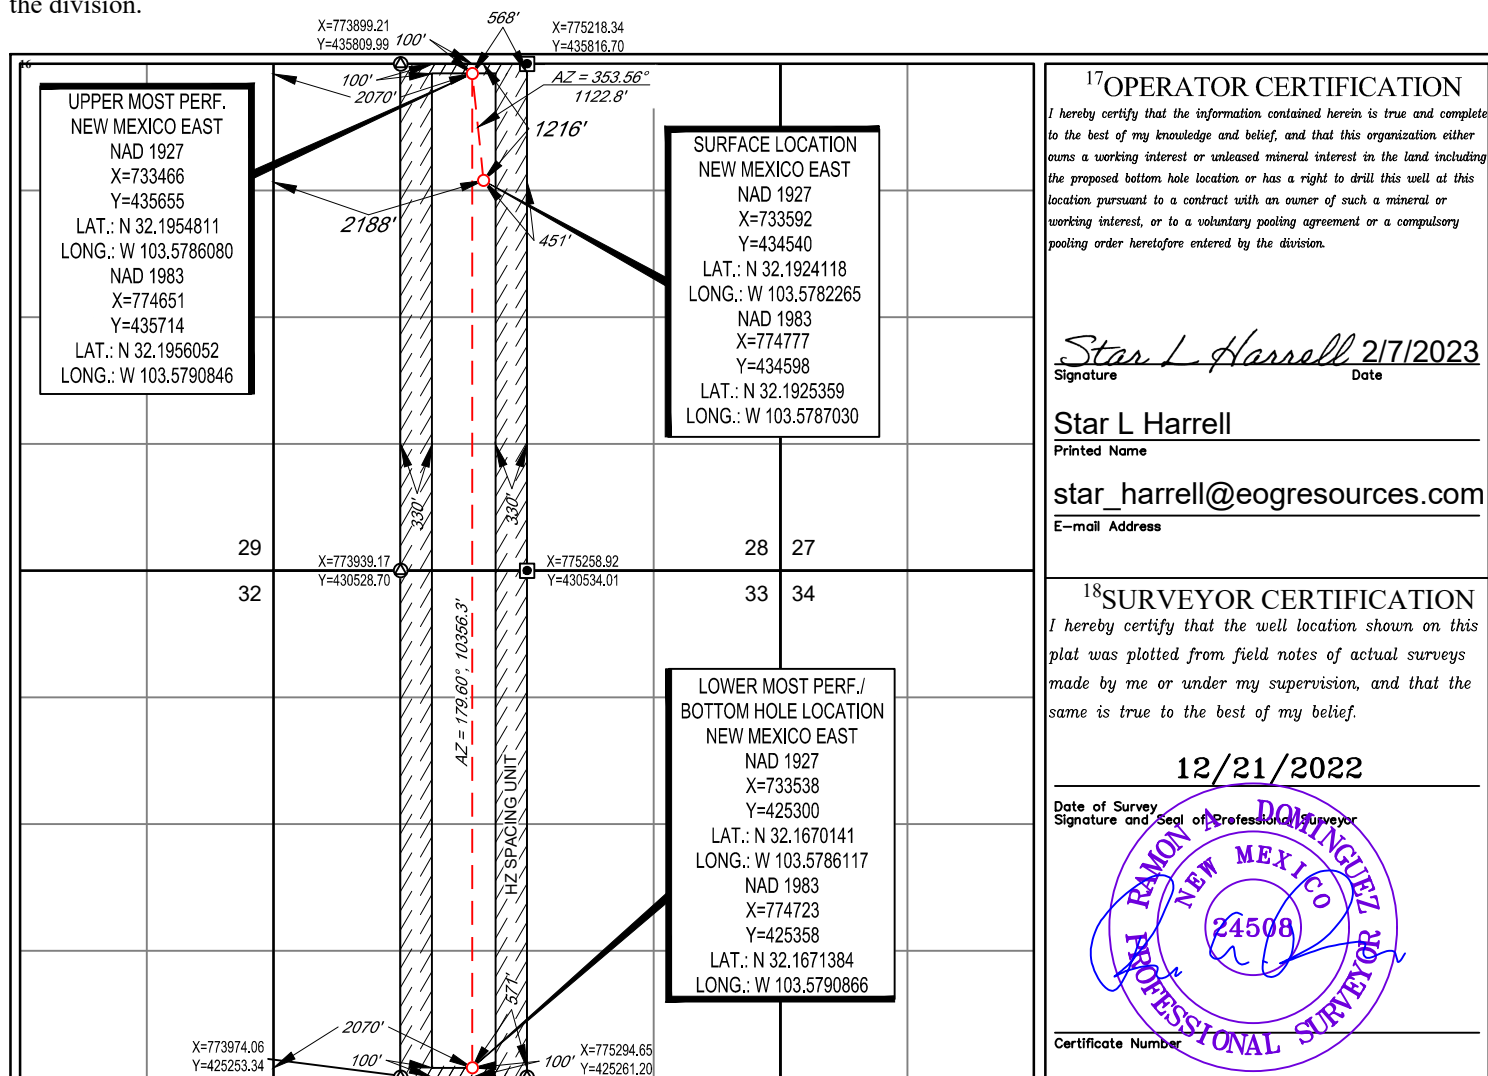 the division.
16
X=773899.21
Y=435809.99
100'
568'
X=775218.34
Y=435816.70
100'
2070'
AZ = 353.56°
1122.8'
1216'
2188'
451'
UPPER MOST PERF.
NEW MEXICO EAST
NAD 1927
X=733466
Y=435655
LAT.: N 32.1954811
LONG.: W 103.5786080
NAD 1983
X=774651
Y=435714
LAT.: N 32.1956052
LONG.: W 103.5790846
SURFACE LOCATION
NEW MEXICO EAST
NAD 1927
X=733592
Y=434540
LAT.: N 32.1924118
LONG.: W 103.5782265
NAD 1983
X=774777
Y=434598
LAT.: N 32.1925359
LONG.: W 103.5787030
330'
330'
29
28
27
X=773939.17
Y=430528.70
X=775258.92
Y=430534.01
32
33
34
AZ = 179.60°, 10356.3'
HZ SPACING UNIT
LOWER MOST PERF./
BOTTOM HOLE LOCATION
NEW MEXICO EAST
NAD 1927
X=733538
Y=425300
LAT.: N 32.1670141
LONG.: W 103.5786117
NAD 1983
X=774723
Y=425358
LAT.: N 32.1671384
LONG.: W 103.5790866
571'
2070'
100'
100'
X=773974.06
Y=425253.34
X=775294.65
Y=425261.20
17OPERATOR CERTIFICATION
I hereby certify that the information contained herein is true and complete
to the best of my knowledge and belief, and that this organization either
owns a working interest or unleased mineral interest in the land including
the proposed bottom hole location or has a right to drill this well at this
location pursuant to a contract with an owner of such a mineral or
working interest, or to a voluntary pooling agreement or a compulsory
pooling order heretofore entered by the division.
Star L Harrell 2/7/2023
Signature Date
Star L Harrell
Printed Name
star_harrell@eogresources.com
E-mail Address
18SURVEYOR CERTIFICATION
I hereby certify that the well location shown on this
plat was plotted from field notes of actual surveys
made by me or under my supervision, and that the
same is true to the best of my belief.
12/21/2022
Date of Survey
Signature and Seal of Professional Surveyor
RAMON A. DOMINGUEZ
NEW MEXICO
24508
PROFESSIONAL SURVEYOR
Certificate Number